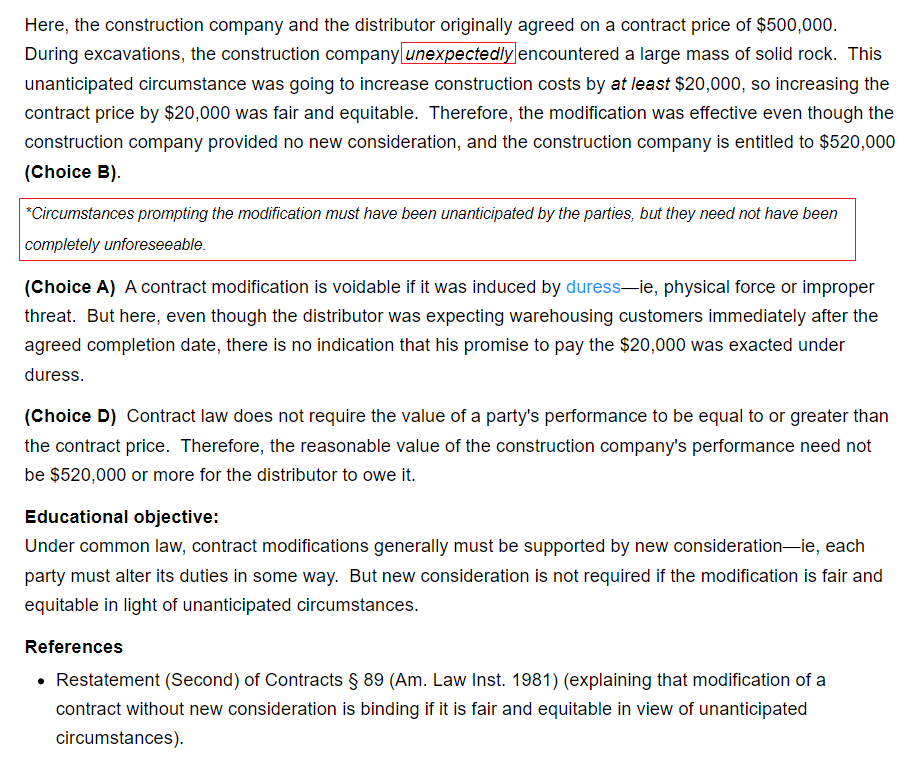 Here, the construction company and the distributor originally agreed on a contract price of $500,000.
During excavations, the construction company unexpectedly encountered a large mass of solid rock.  This
unanticipated circumstance was going to increase construction costs by at least $20,000, so increasing the
contract price by $20,000 was fair and equitable.  Therefore, the modification was effective even though the
construction company provided no new consideration, and the construction company is entitled to $520,000
(Choice B).
*Circumstances prompting the modification must have been unanticipated by the parties, but they need not have been
completely unforeseeable.
(Choice A)  A contract modification is voidable if it was induced by duress—ie, physical force or improper
threat.  But here, even though the distributor was expecting warehousing customers immediately after the
agreed completion date, there is no indication that his promise to pay the $20,000 was exacted under
duress.
(Choice D)  Contract law does not require the value of a party's performance to be equal to or greater than
the contract price.  Therefore, the reasonable value of the construction company's performance need not
be $520,000 or more for the distributor to owe it.
Educational objective:
Under common law, contract modifications generally must be supported by new consideration—ie, each
party must alter its duties in some way.  But new consideration is not required if the modification is fair and
equitable in light of unanticipated circumstances.
References
• Restatement (Second) of Contracts § 89 (Am. Law Inst. 1981) (explaining that modification of a
contract without new consideration is binding if it is fair and equitable in view of unanticipated
circumstances).